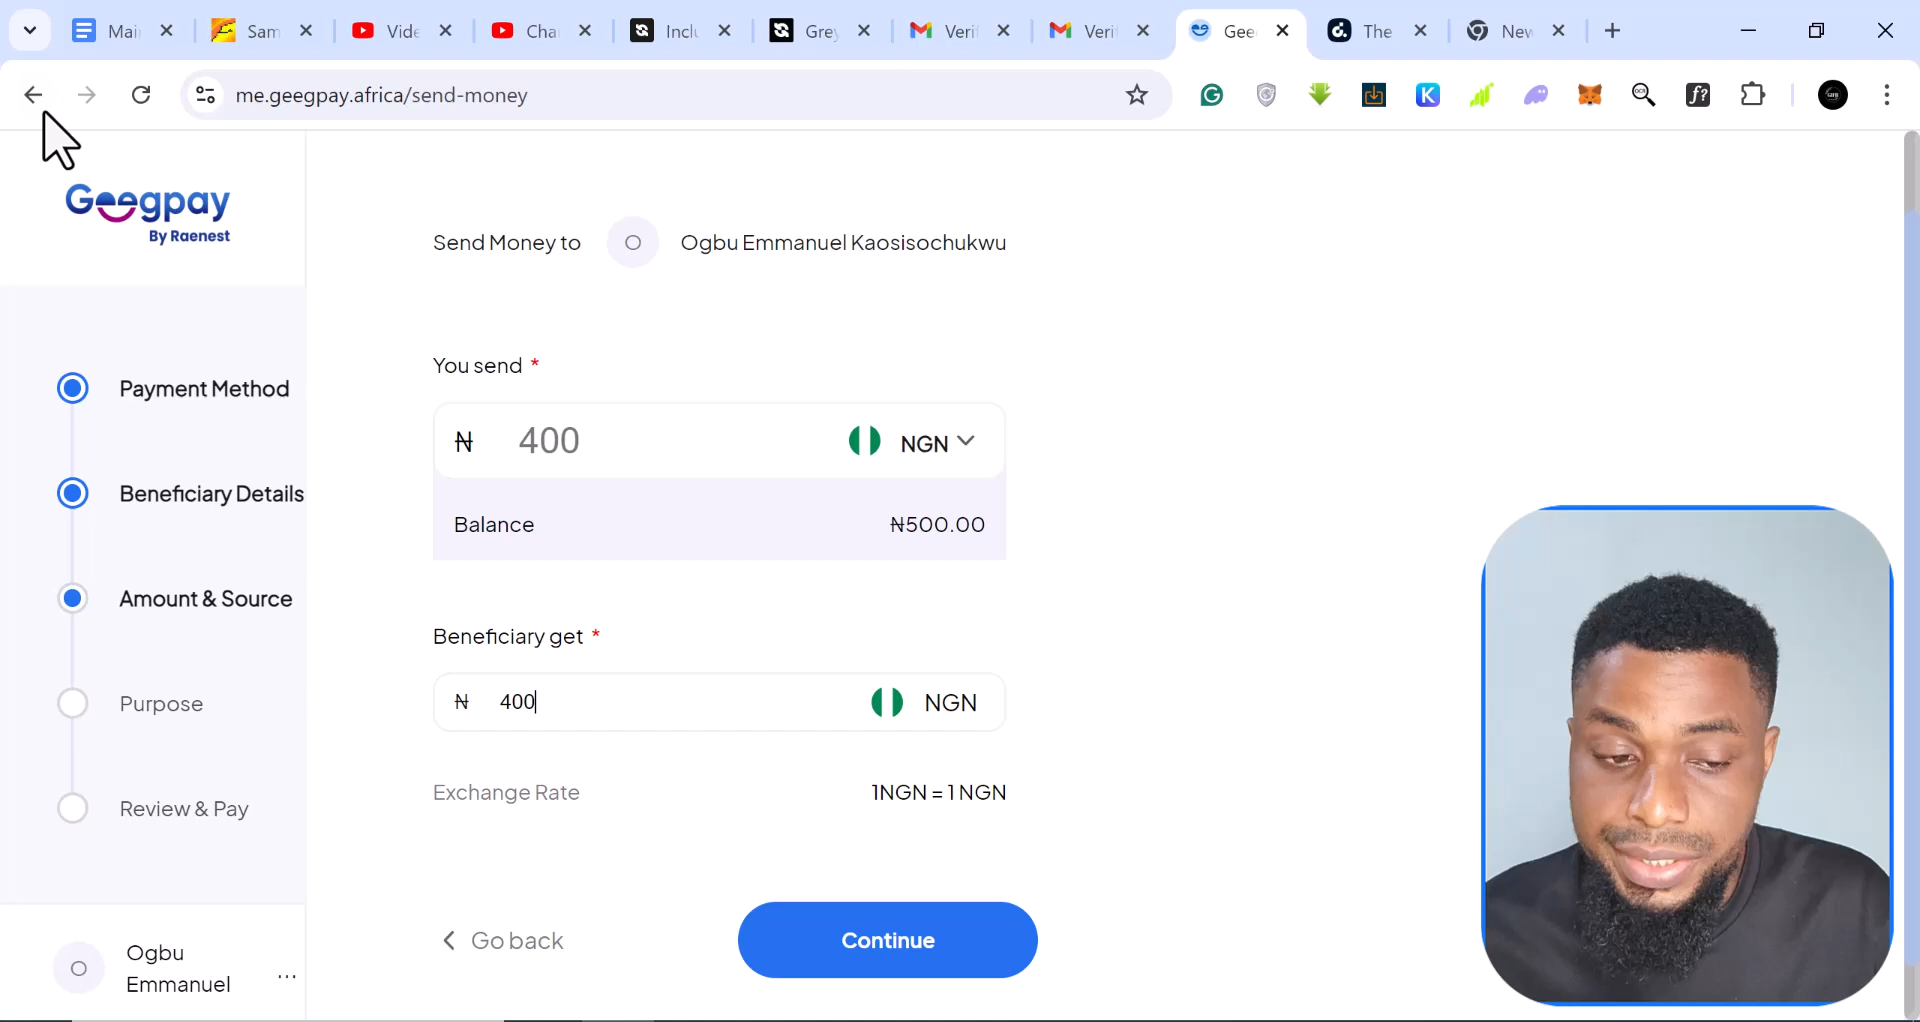 Mai
Sam
Vide
Cha
Inclu
Grey
Veri
Veri
Gee
The
New
me.geegpay.africa/send-money
Geegpay
By Raenest
Send Money to O Ogbu Emmanuel Kaosisochukwu
You send *
₦ 400 NGN
Balance ₦500.00
Beneficiary get *
₦ 400 NGN
Exchange Rate 1NGN = 1 NGN
Go back
Continue
Payment Method
Beneficiary Details
Amount & Source
Purpose
Review & Pay
O
Ogbu
Emmanuel
...